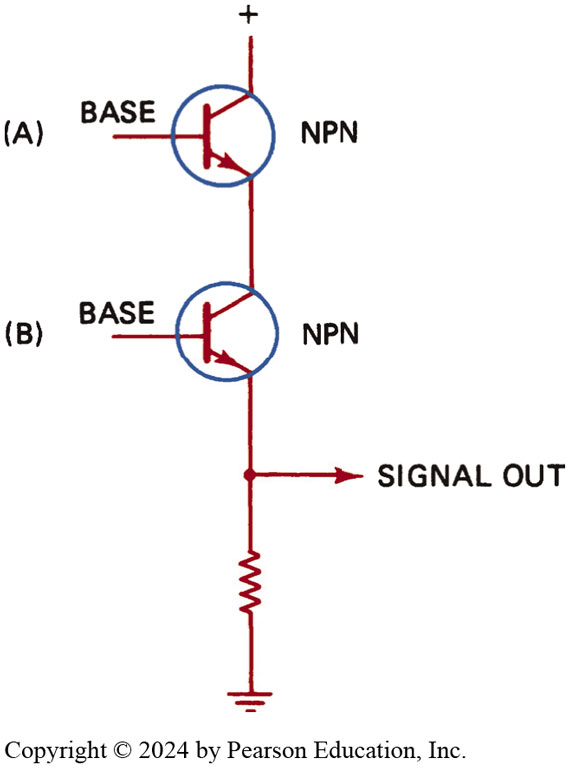 +
BASE
(A)
NPN
BASE
(B)
NPN
SIGNAL OUT
Copyright © 2024 by Pearson Education, Inc.